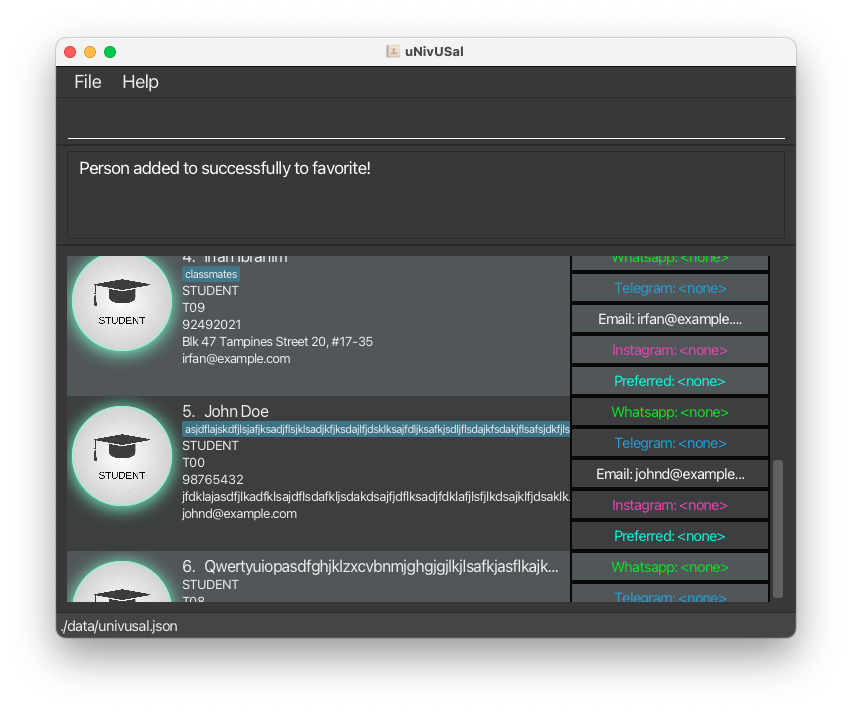 uNivUSal
File Help
Person added to successfully to favorite!
4. Irfan Ibrahim
classmates
STUDENT
T09
92492021
Blk 47 Tampines Street 20, #17-35
irfan@example.com
STUDENT
Whatsapp: <none>
Telegram: <none>
Email: irfan@example....
Instagram: <none>
Preferred: <none>
5. John Doe
STUDENT
T00
98765432
johnd@example.com
STUDENT
Whatsapp: <none>
Telegram: <none>
Email: johnd@example...
Instagram: <none>
Preferred: <none>
6. Qwertyuiopasdfghjklzxcvbnmjghgjgjlkjlsafkjasflkajk...
STUDENT
T08
Whatsapp: <none>
Telegram: <none>
./data/univusal.json